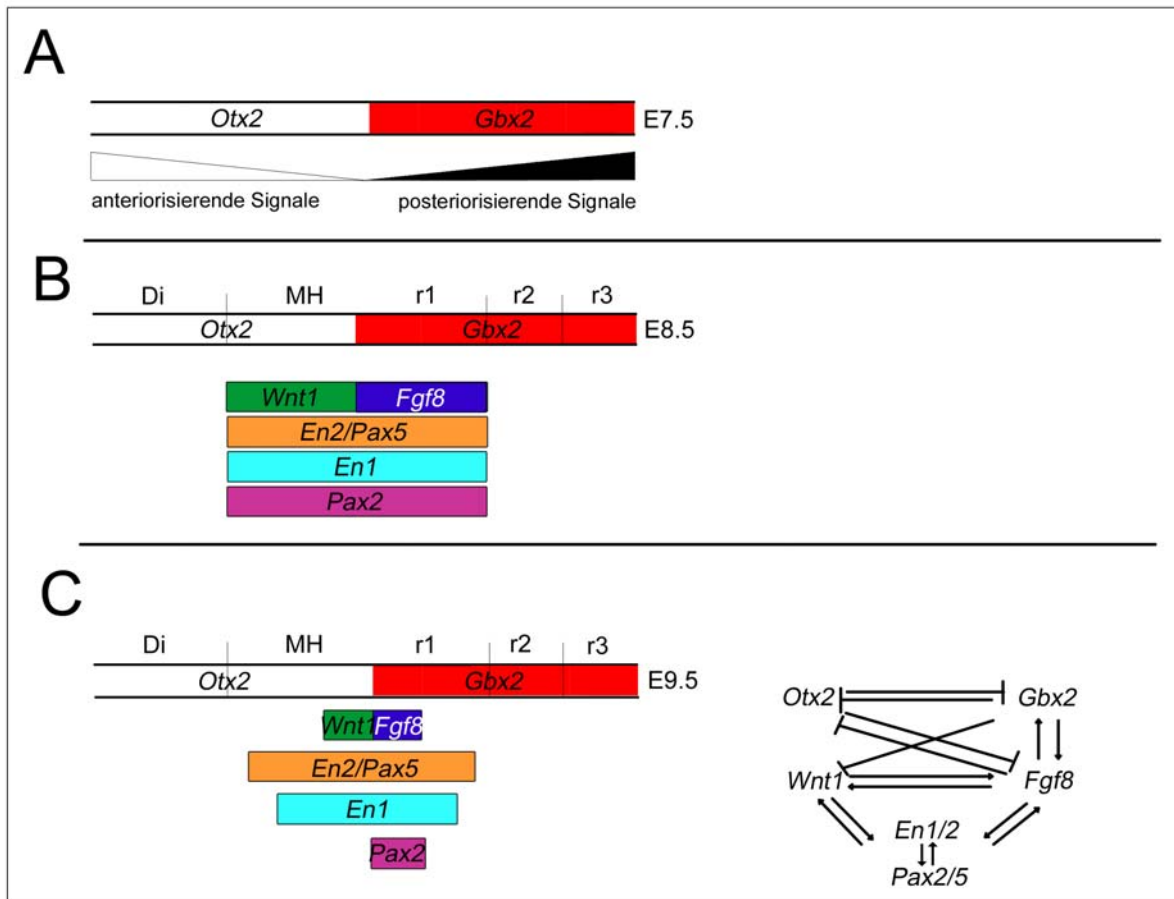 A
Otx2 Gbx2 E7.5
anteriorisierende Signale posteriorisierende Signale
B
Di MH r1 r2 r3
Otx2 Gbx2 E8.5
Wnt1 Fgf8
En2/Pax5
En1
Pax2
C
Di MH r1 r2 r3
Otx2 Gbx2 E9.5
Wnt1 Fgf8
En2/Pax5
En1
Pax2
Otx2 Gbx2
Wnt1 Fgf8
En1/2
Pax2/5